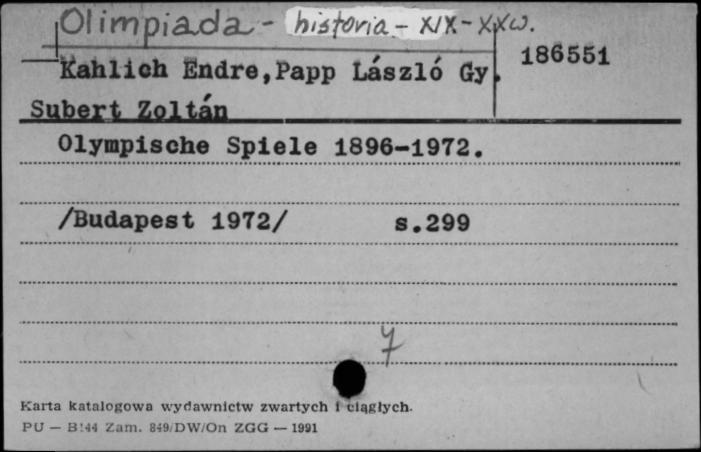 Olimpiada - historia - XIX-XXw.
Kahlich Endre,Papp László Gy. 186551
Subert Zoltán
Olympische Spiele 1896-1972.
/Budapest 1972/ s.299
7
Karta katalogowa wydawnictw zwartych i ciągłych.
PU — B!44 Zam. 849/DW/On ZGG — 1991